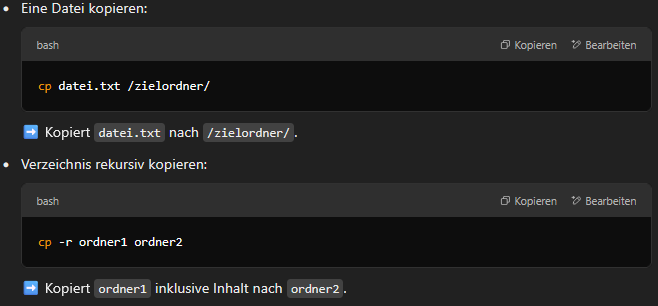 • Eine Datei kopieren:
bash Kopieren Bearbeiten
cp datei.txt /zielordner/
➡ Kopiert datei.txt nach /zielordner/.
• Verzeichnis rekursiv kopieren:
bash Kopieren Bearbeiten
cp -r ordner1 ordner2
➡ Kopiert ordner1 inklusive Inhalt nach ordner2.